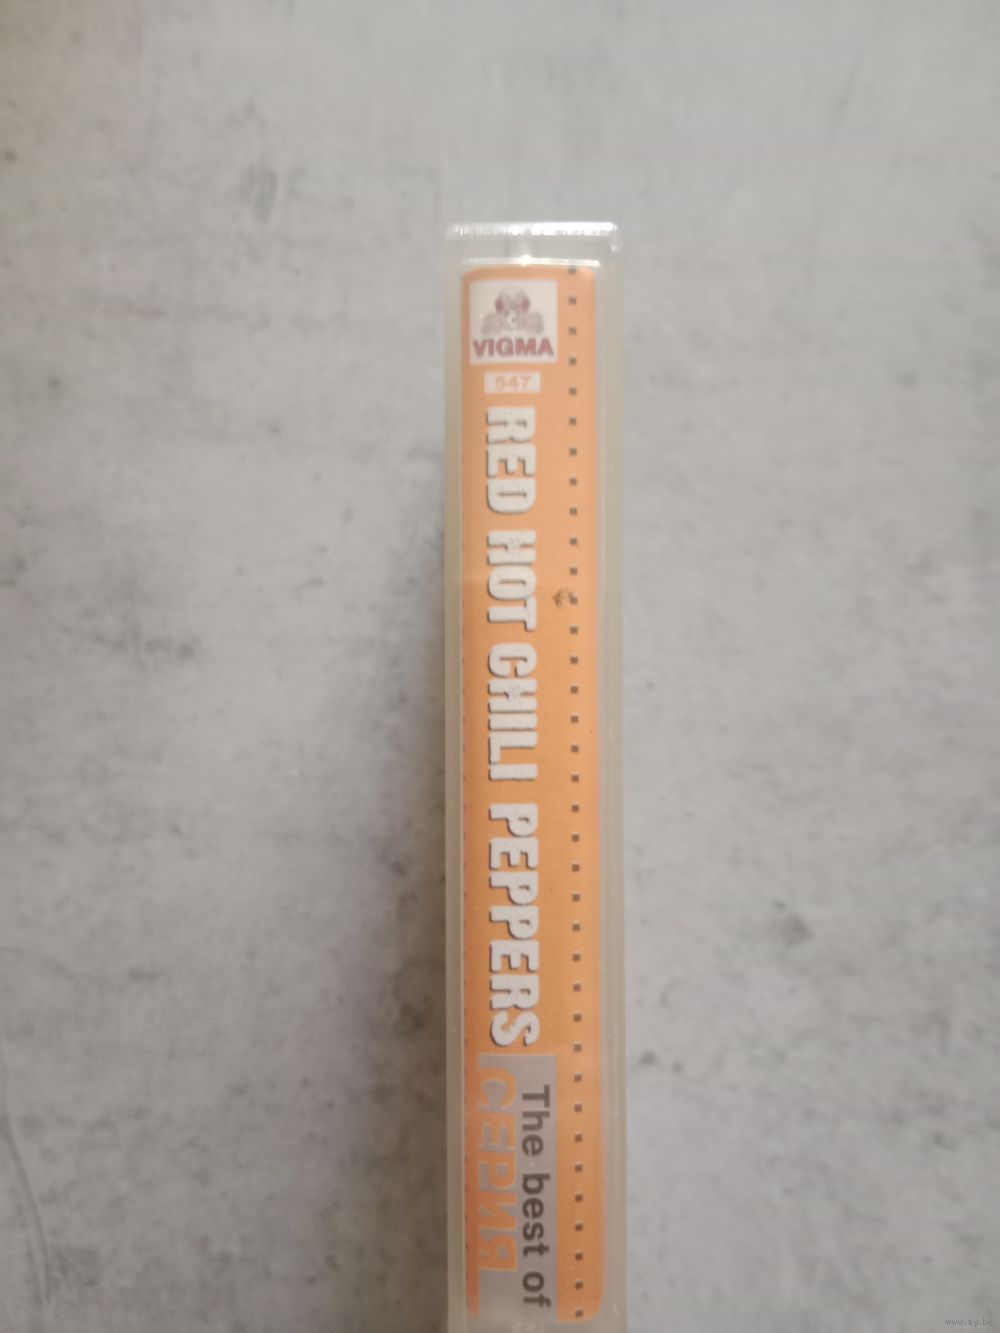 VIGMA
547
RED HOT CHILI PEPPERS
The best of
СЕРИЯ
www.ay.by